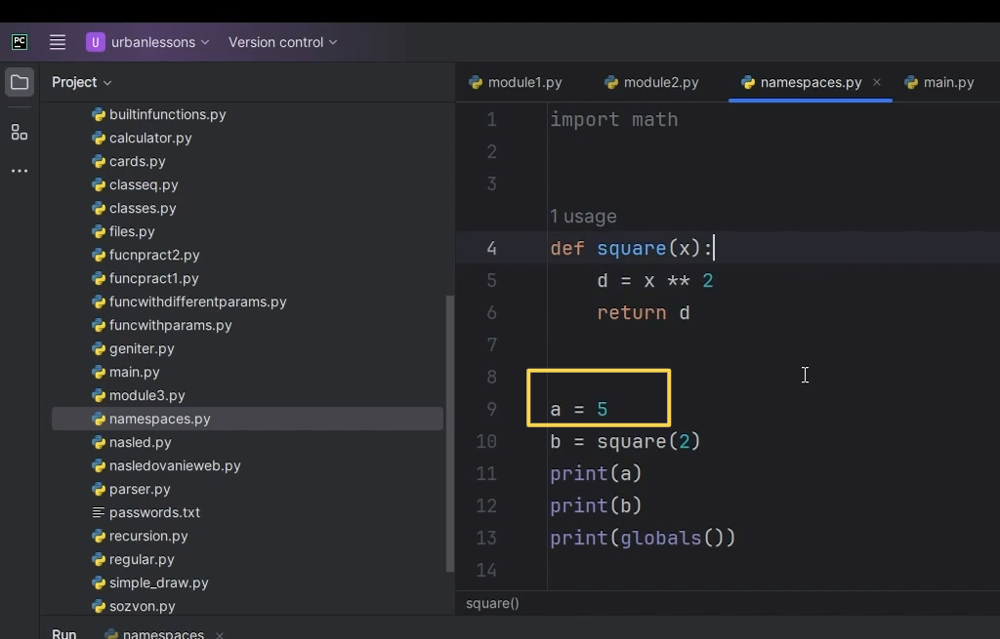 PC
U urbanlessons Version control
Project
module1.py module2.py namespaces.py × main.py
builtinfunctions.py
calculator.py
cards.py
classeq.py
classes.py
files.py
fucnpract2.py
funcpract1.py
funcwithdifferentparams.py
funcwithparams.py
geniter.py
main.py
module3.py
namespaces.py
nasled.py
nasledovanieweb.py
parser.py
passwords.txt
recursion.py
regular.py
simple_draw.py
sozvon.py
1 import math
2
3
1 usage
4 def square(x):
5 d = x ** 2
6 return d
7
8
9 a = 5
10 b = square(2)
11 print(a)
12 print(b)
13 print(globals())
14
square()
Run namespaces ×